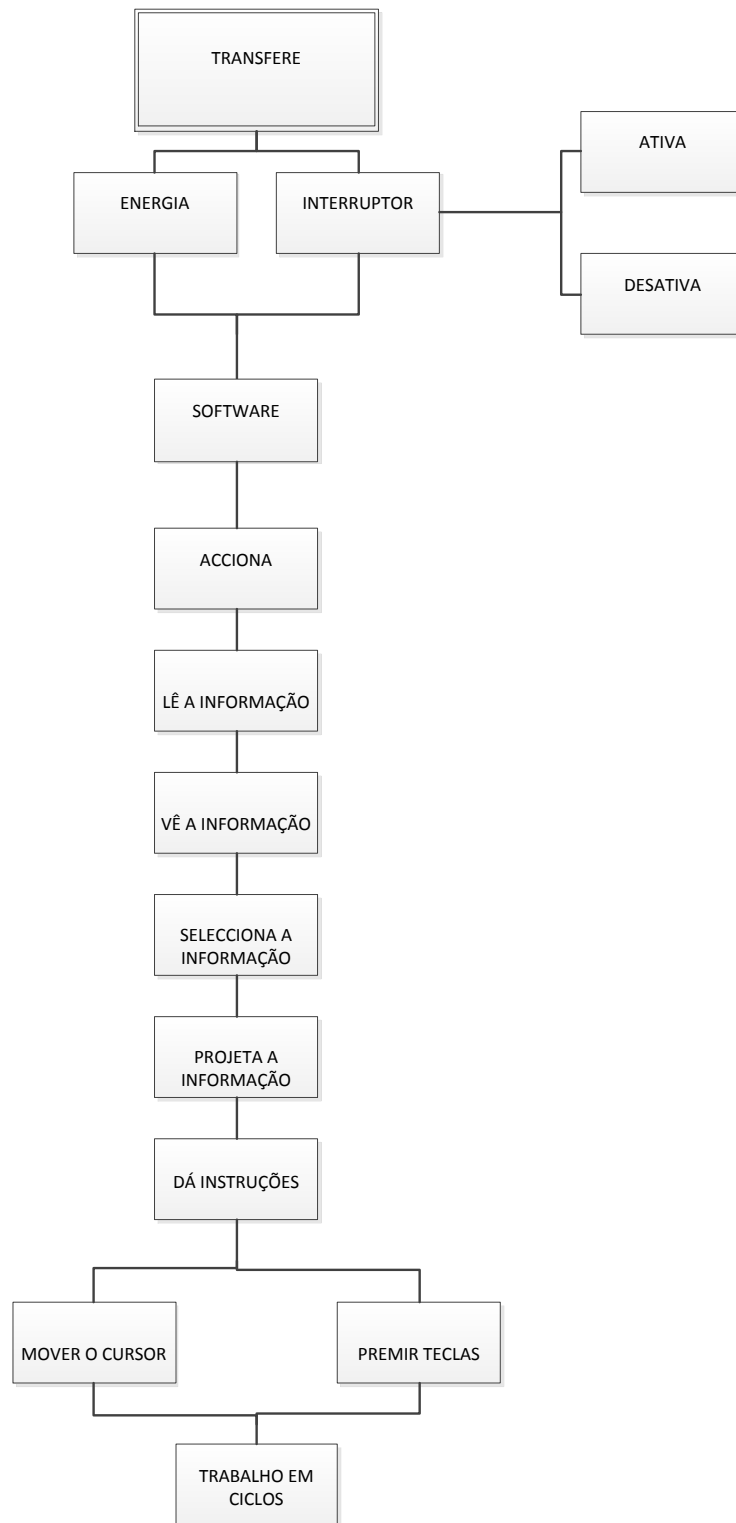 TRANSFERE
ATIVA
ENERGIA
INTERRUPTOR
DESATIVA
SOFTWARE
ACCIONA
LÊ A INFORMAÇÃO
VÊ A INFORMAÇÃO
SELECCIONA A
INFORMAÇÃO
PROJETA A
INFORMAÇÃO
DÁ INSTRUÇÕES
MOVER O CURSOR
PREMIR TECLAS
TRABALHO EM
CICLOS